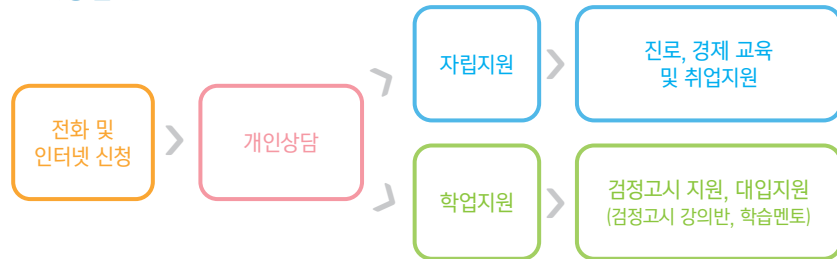 전화 및
인터넷 신청
개인상담
자립지원
진로, 경제 교육
및 취업지원
학업지원
검정고시 지원, 대입지원
(검정고시 강의반, 학습멘토)